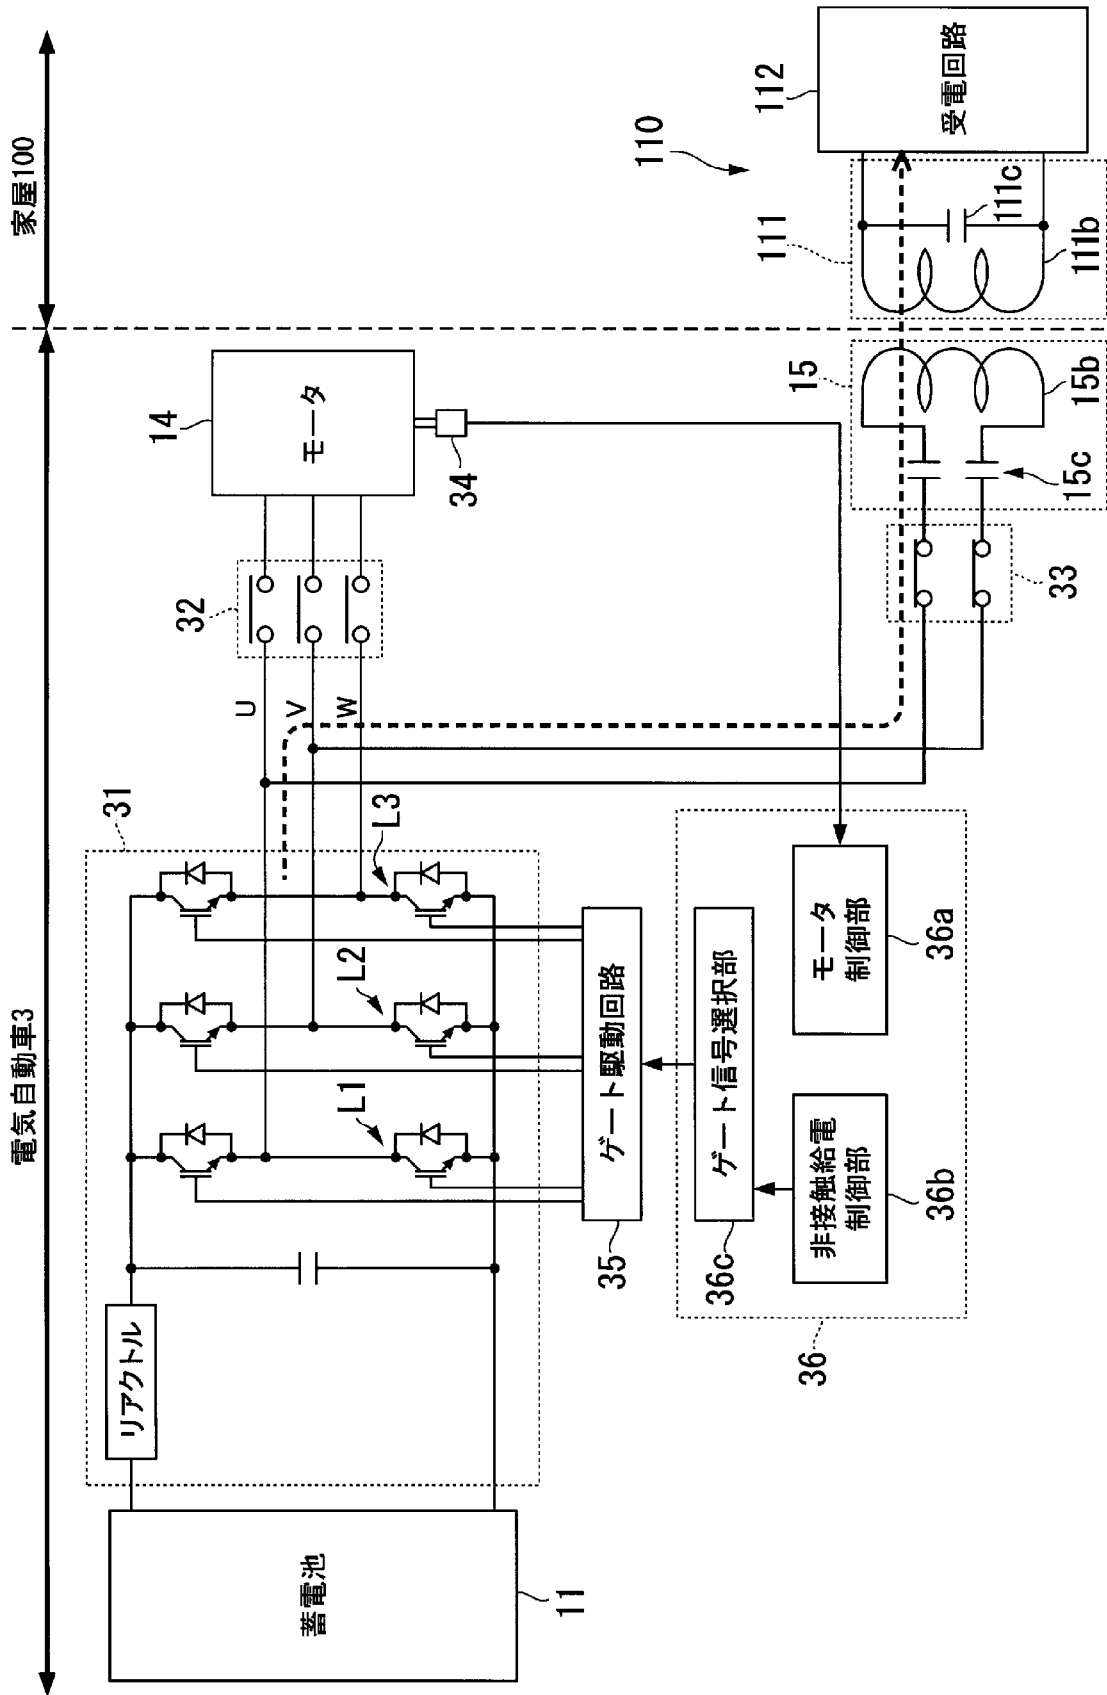 電気自動車3
家屋100
蓄電池
11
リアクトル
31
L1
L2
L3
U
V
W
32
モータ
14
34
ゲート駆動回路
35
ゲート信号選択部
36c
非接触給電
制御部
36b
モータ
制御部
36a
36
33
15
15b
15c
110
111
111b
111c
受電回路
112